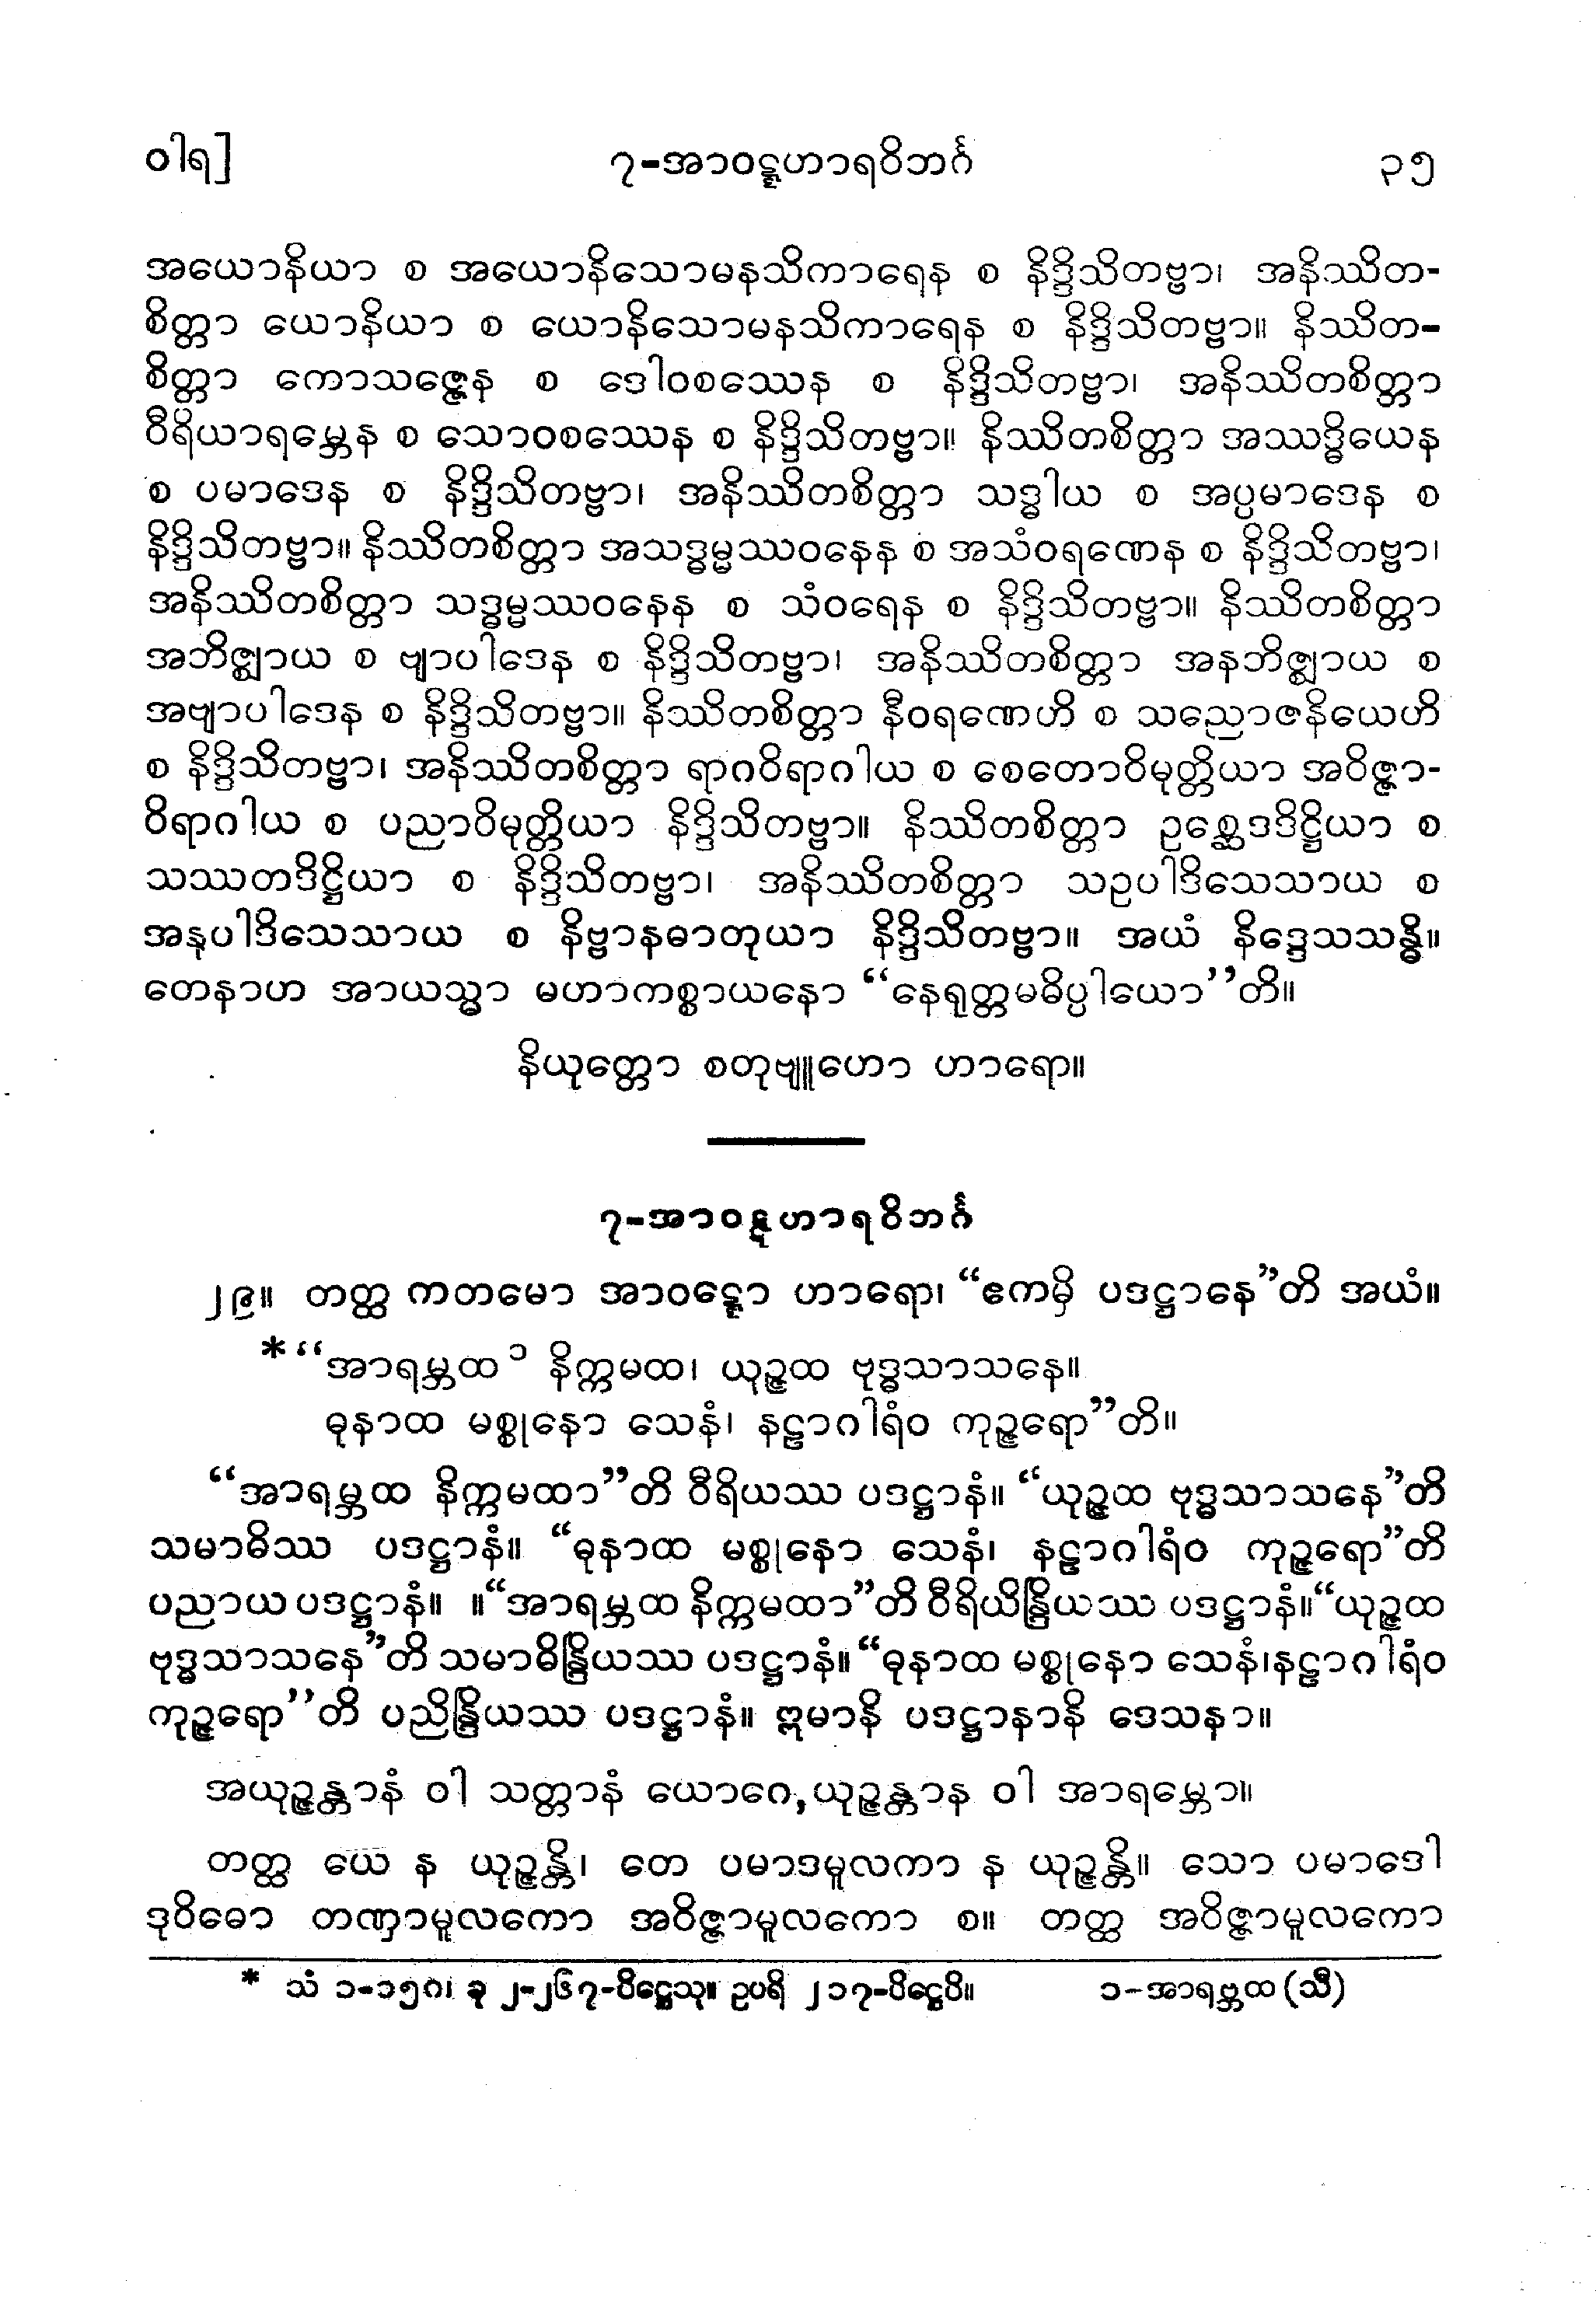 ဝါရ]
၇-အာဝဋ္ဋဟာရဝိဘင်္ဂ
၃၅
အယောနိယာ စ အယောနိသောမနသိကာရေန စ နိဒ္ဒိသိတဗ္ဗာ၊ အနိဿိတ-
စိတ္တာ ယောနိယာ စ ယောနိသောမနသိကာရေန စ နိဒ္ဒိသိတဗ္ဗာ။ နိဿိတ-
စိတ္တာ ကောသဇ္ဇေန စ ဒေါဝစဿေန စ နိဒ္ဒိသိတဗ္ဗာ၊ အနိဿိတစိတ္တာ
ဝီရိယာရမ္ဘေန စ သောဝစဿေန စ နိဒ္ဒိသိတဗ္ဗာ။ နိဿိတစိတ္တာ အဿဒ္ဓိယေန
စ ပမာဒေန စ နိဒ္ဒိသိတဗ္ဗာ၊ အနိဿိတစိတ္တာ သဒ္ဓါယ စ အပ္ပမာဒေန စ
နိဒ္ဒိသိတဗ္ဗာ။ နိဿိတစိတ္တာ အသဒ္ဓမ္မဿဝနေန စ အသံဝရဏေန စ နိဒ္ဒိသိတဗ္ဗာ၊
အနိဿိတစိတ္တာ သဒ္ဓမ္မဿဝနေန စ သံဝရေန စ နိဒ္ဒိသိတဗ္ဗာ။ နိဿိတစိတ္တာ
အဘိဇ္ဈာယ စ ဗျာပါဒေန စ နိဒ္ဒိသိတဗ္ဗာ၊ အနိဿိတစိတ္တာ အနဘိဇ္ဈာယ စ
အဗျာပါဒေန စ နိဒ္ဒိသိတဗ္ဗာ။ နိဿိတစိတ္တာ နီဝရဏေဟိ စ သညောဇနိယေဟိ
စ နိဒ္ဒိသိတဗ္ဗာ၊ အနိဿိတစိတ္တာ ရာဂဝိရာဂါယ စ စေတောဝိမုတ္တိယာ အဝိဇ္ဇာ-
ဝိရာဂါယ စ ပညာဝိမုတ္တိယာ နိဒ္ဒိသိတဗ္ဗာ။ နိဿိတစိတ္တာ ဥစ္ဆေဒဒိဋ္ဌိယာ စ
သဿတဒိဋ္ဌိယာ စ နိဒ္ဒိသိတဗ္ဗာ၊ အနိဿိတစိတ္တာ သဥပါဒိသေသာယ စ
အနုပါဒိသေသာယ စ နိဗ္ဗာနဓာတုယာ နိဒ္ဒိသိတဗ္ဗာ။ အယံ နိဒ္ဒေသသန္ဓိ။
တေနာဟ အာယသ္မာ မဟာကစ္စာယနော “နေရုတ္တမဓိပ္ပါယော”တိ။
နိယုတ္တော စတုဗျူဟော ဟာရော။
၇-အာဝဋ္ဋဟာရဝိဘင်္ဂ
၂၉။ တတ္ထ ကတမော အာဝဋ္ဋော ဟာရော၊ “ဧကမှိ ပဒဋ္ဌာနေ”တိ အယံ။
*“အာရမ္ဘထ ၁ နိက္ကမထ၊ ယုဉ္ဇထ ဗုဒ္ဓသာသနေ။
ဓုနာထ မစ္စုနော သေနံ၊ နဠာဂါရံဝ ကုဉ္ဇရော”တိ။
“အာရမ္ဘထ နိက္ကမထာ”တိ ဝီရိယဿ ပဒဋ္ဌာနံ။ “ယုဉ္ဇထ ဗုဒ္ဓသာသနေ”တိ
သမာဓိဿ ပဒဋ္ဌာနံ။ “ဓုနာထ မစ္စုနော သေနံ၊ နဠာဂါရံဝ ကုဉ္ဇရော”တိ
ပညာယ ပဒဋ္ဌာနံ။ ။“အာရမ္ဘထ နိက္ကမထာ”တိ ဝီရိယိန္ဒြိယဿ ပဒဋ္ဌာနံ။“ယုဉ္ဇထ
ဗုဒ္ဓသာသနေ”တိ သမာဓိန္ဒြိယဿ ပဒဋ္ဌာနံ။“ဓုနာထ မစ္စုနော သေနံ၊နဠာဂါရံဝ
ကုဉ္ဇရော”တိ ပညိန္ဒြိယဿ ပဒဋ္ဌာနံ။ ဣမာနိ ပဒဋ္ဌာနာနိ ဒေသနာ။
အယုဉ္ဇန္တာနံ ဝါ သတ္တာနံ ယောဂေ,ယုဉ္ဇန္တာန ဝါ အာရမ္ဘော။
တတ္ထ ယေ န ယုဉ္ဇန္တိ၊ တေ ပမာဒမူလကာ န ယုဉ္ဇန္တိ။ သော ပမာဒေါ
ဒုဝိဓော တဏှာမူလကော အဝိဇ္ဇာမူလကော စ။ တတ္ထ အဝိဇ္ဇာမူလကော
* သံ ၁-၁၅၈၊ ခု ၂-၂၆၇-ပိဋ္ဌေသု။ ဥပရိ ၂၁၇-ပိဋ္ဌေပိ။
၁-အာရဗ္ဘထ (သီ)